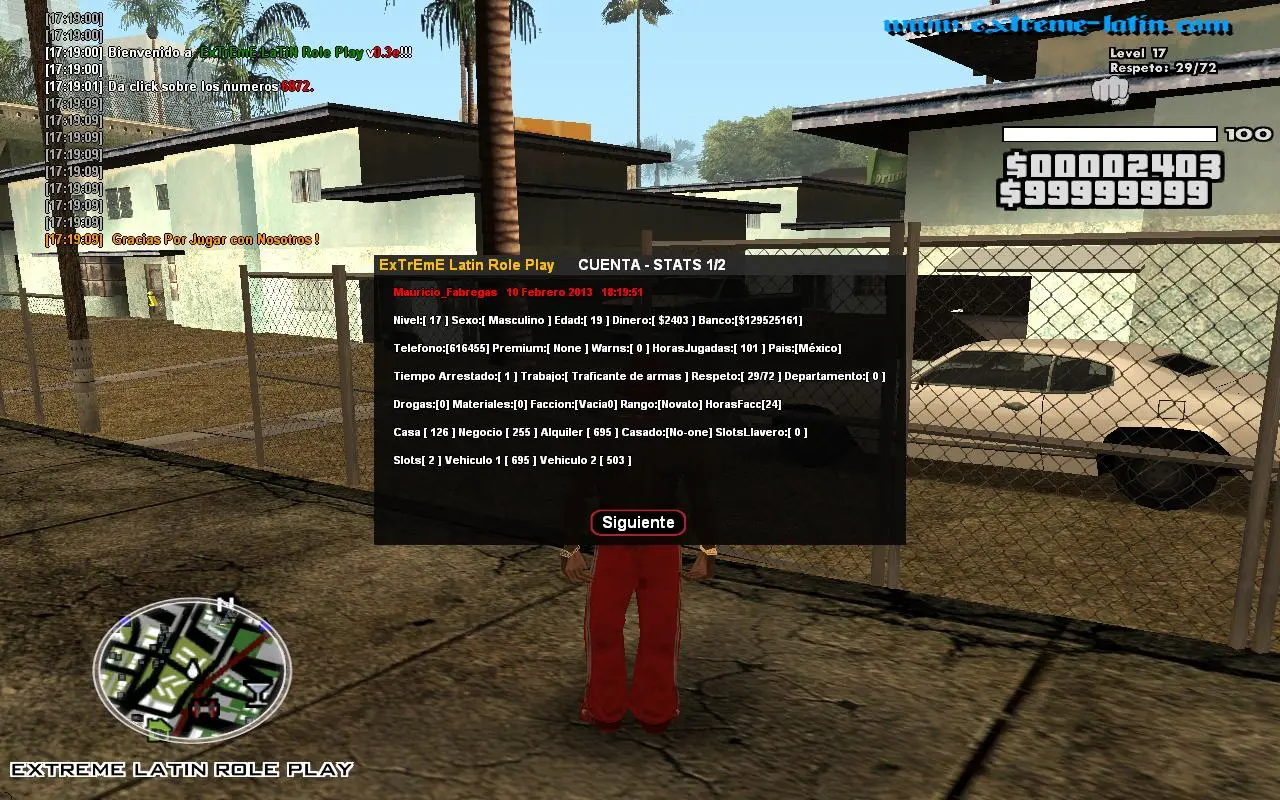 [17:19:00]
[17:19:00]
[17:19:00] Bienvenido a ExTrEmE LaTiN Role Play v0.3e!!!
[17:19:00]
[17:19:01] Da click sobre los numeros 6872.
[17:19:09]
[17:19:09]
[17:19:09]
[17:19:09]
[17:19:09]
[17:19:09]
[17:19:09]
[17:19:09]
[17:19:09] Gracias Por Jugar con Nosotros !
www.extreme-latin.com
Level 17
Respeto: 29/72
100
$00002403
$99999999
ExTrEmE Latin Role Play CUENTA - STATS 1/2
Mauricio_Fabregas 10 Febrero 2013 18:19:51
Nivel:[ 17 ] Sexo:[ Masculino ] Edad:[ 19 ] Dinero:[ $2403 ] Banco:[$129525161]
Telefono:[616455] Premium:[ None ] Warns:[ 0 ] HorasJugadas:[ 101 ] Pais:[México]
Tiempo Arrestado:[ 1 ] Trabajo:[ Traficante de armas ] Respeto:[ 29/72 ] Departamento:[ 0 ]
Drogas:[0] Materiales:[0] Faccion:[Vacia0] Rango:[Novato] HorasFacc[24]
Casa [ 126 ] Negocio [ 255 ] Alquiler [ 695 ] Casado:[No-one] SlotsLlavero:[ 0 ]
Slots[ 2 ] Vehiculo 1 [ 695 ] Vehiculo 2 [ 503 ]
Siguiente
N
EXTREME LATIN ROLE PLAY